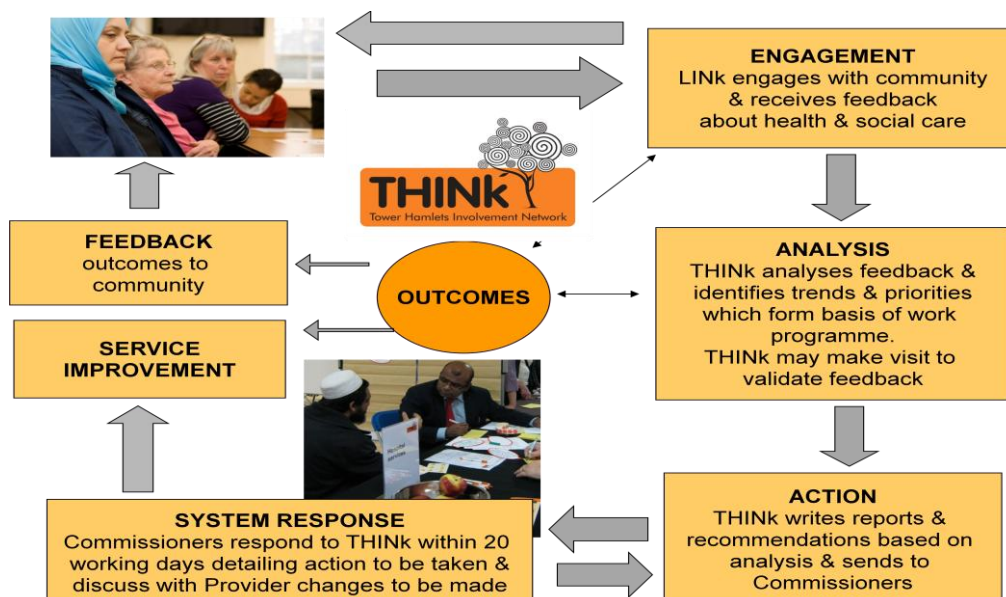 ENGAGEMENT
LINk engages with community
& receives feedback
about health & social care
THINk
Tower Hamlets Involvement Network
FEEDBACK
outcomes to
community
OUTCOMES
ANALYSIS
THINk analyses feedback &
identifies trends & priorities
which form basis of work
programme.
THINk may make visit to
validate feedback
SERVICE
IMPROVEMENT
services
SYSTEM RESPONSE
Commissioners respond to THINk within 20
working days detailing action to be taken &
discuss with Provider changes to be made
ACTION
THINk writes reports &
recommendations based on
analysis & sends to
Commissioners